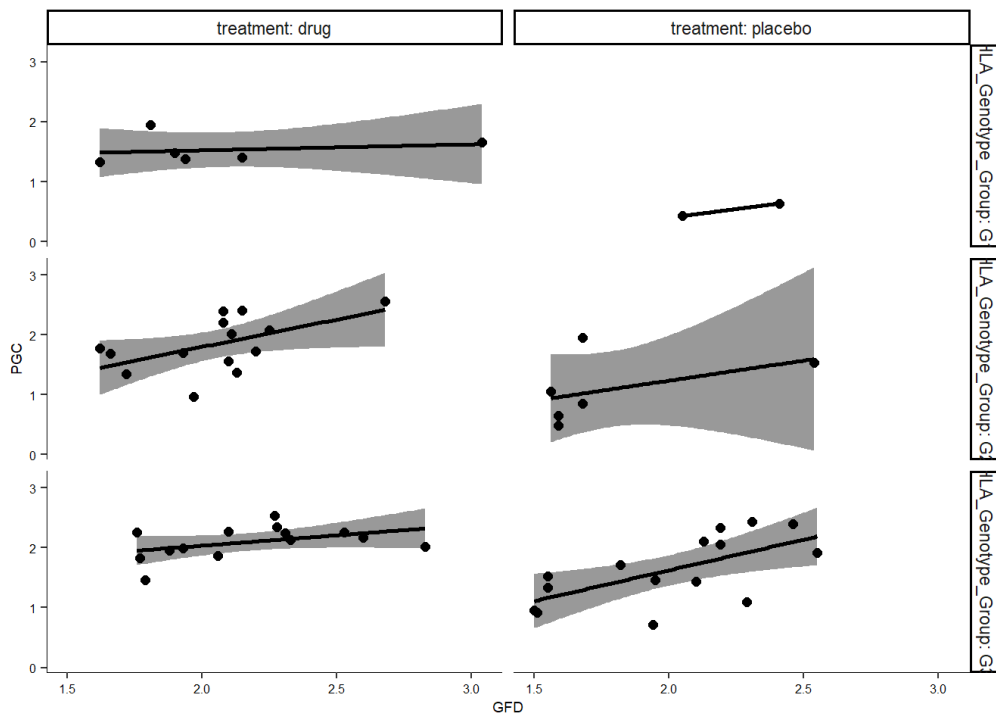 treatment: drug
treatment: placebo
3
2
1
0
HLA_Genotype_Group:
3
2
1
0
HLA_Genotype_Group:
PGC
3
2
1
0
HLA_Genotype_Group:
1.5 2.0 2.5 3.0
1.5 2.0 2.5 3.0
GFD